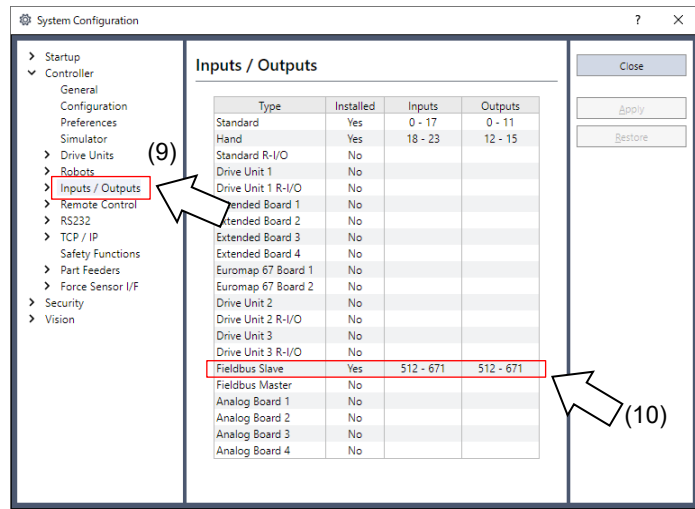 System Configuration
?
Startup
Controller
General
Configuration
Preferences
Simulator
Drive Units
(9)
Robots
Inputs / Outputs
Remote Control
RS232
TCP / IP
Safety Functions
Part Feeders
Force Sensor I/F
Security
Vision
Inputs / Outputs
Type Installed Inputs Outputs
Standard Yes 0 - 17 0 - 11
Hand Yes 18 - 23 12 - 15
Standard R-I/O No
Drive Unit 1 No
Drive Unit 1 R-I/O No
ended Board 1 No
xtended Board 2 No
Extended Board 3 No
Extended Board 4 No
Euromap 67 Board 1 No
Euromap 67 Board 2 No
Drive Unit 2 No
Drive Unit 2 R-I/O No
Drive Unit 3 No
Drive Unit 3 R-I/O No
Fieldbus Slave Yes 512 - 671 512 - 671
Fieldbus Master No
Analog Board 1 No
Analog Board 2 No
Analog Board 3 No
Analog Board 4 No
(10)
Close
Apply
Restore